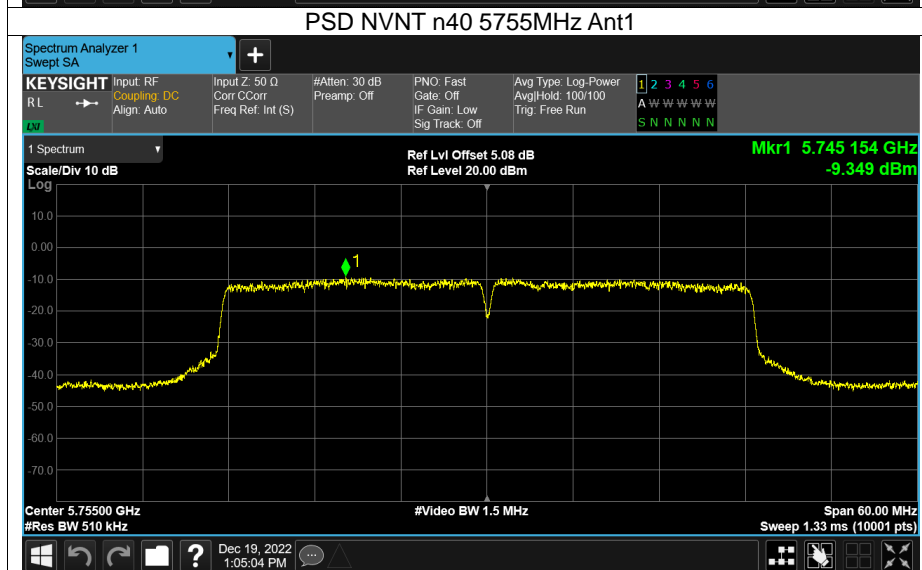 PSD NVNT n40 5755MHz Ant1
Spectrum Analyzer 1
Swept SA
+
KEYSIGHT
RL
LXI
Input: RF
Coupling: DC
Align: Auto
Input Z: 50 Ω
Corr CCorr
Freq Ref: Int (S)
#Atten: 30 dB
Preamp: Off
PNO: Fast
Gate: Off
IF Gain: Low
Sig Track: Off
Avg Type: Log-Power
Avg|Hold: 100/100
Trig: Free Run
1 2 3 4 5 6
A W W W W W
S N N N N N
1 Spectrum
Scale/Div 10 dB
Ref Lvl Offset 5.08 dB
Ref Level 20.00 dBm
Mkr1 5.745 154 GHz
-9.349 dBm
Log
10.0
0.00
-10.0
-20.0
-30.0
-40.0
-50.0
-60.0
-70.0
1
Center 5.75500 GHz
#Res BW 510 kHz
#Video BW 1.5 MHz
Span 60.00 MHz
Sweep 1.33 ms (10001 pts)
?
Dec 19, 2022
1:05:04 PM